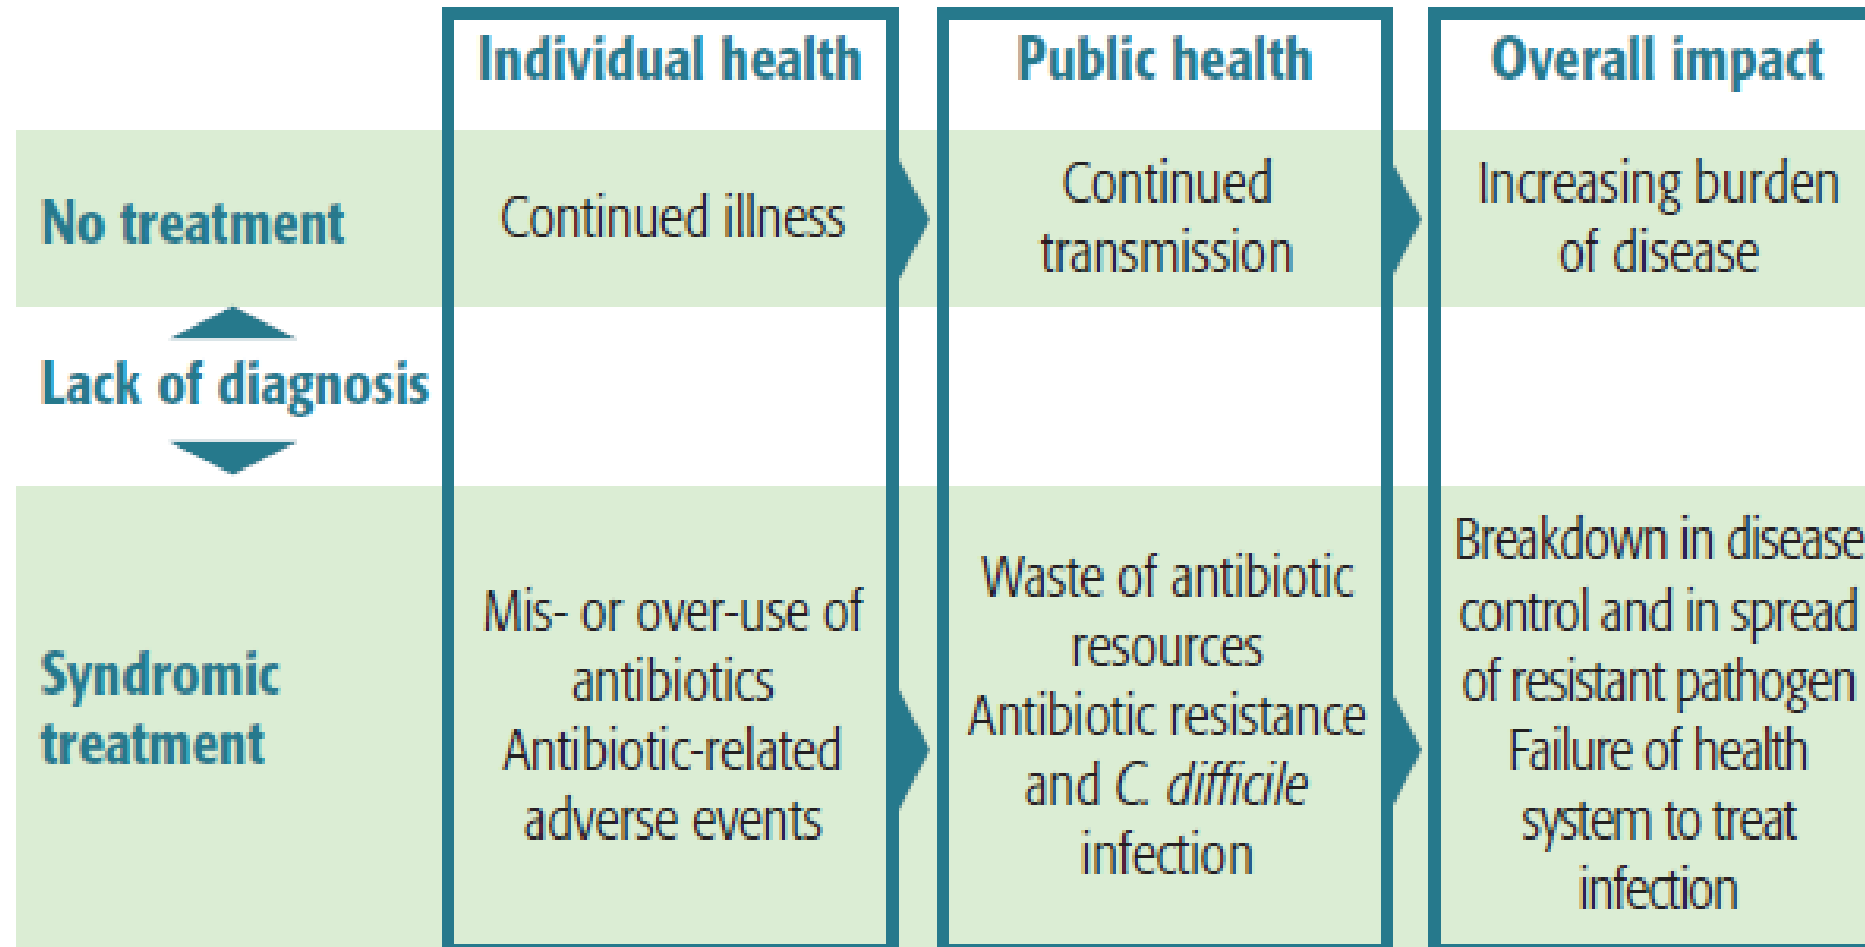 Individual health
Public health
Overall impact
No treatment
Continued illness
Continued
transmission
Increasing burden
of disease
Lack of diagnosis
Syndromic
treatment
Mis- or over-use of
antibiotics
Antibiotic-related
adverse events
Waste of antibiotic
resources
Antibiotic resistance
and C. difficile
infection
Breakdown in disease
control and in spread
of resistant pathogen
Failure of health
system to treat
infection